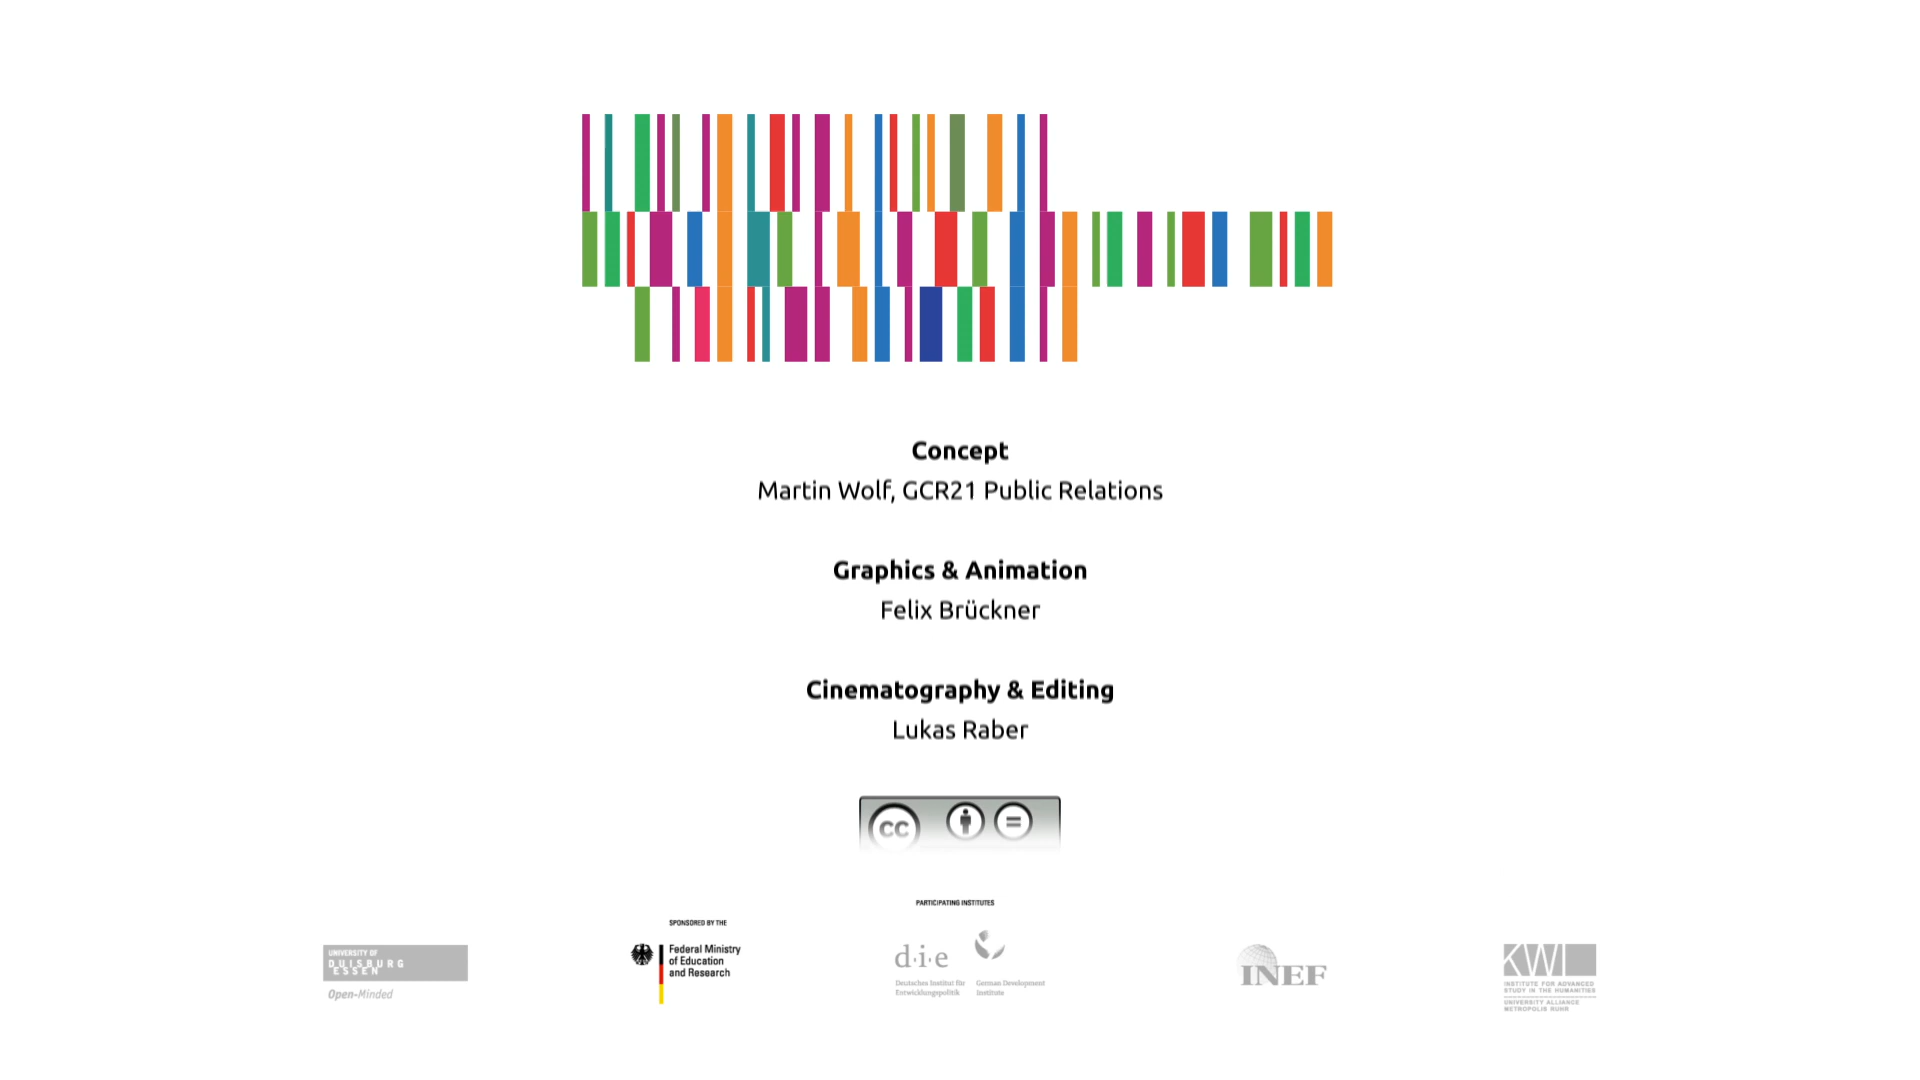 Concept
Martin Wolf, GCR21 Public Relations
Graphics & Animation
Felix Brückner
Cinematography & Editing
Lukas Raber
cc
PARTICIPATING INSTITUTES
SPONSORED BY THE
UNIVERSITY OF
DUISBURG
ESSEN
Open-Minded
Federal Ministry
of Education
and Research
d·i·e
Deutsches Institut für
Entwicklungspolitik
German Development
Institute
INEF
KWI
INSTITUTE FOR ADVANCED
STUDY IN THE HUMANITIES
UNIVERSITY ALLIANCE
METROPOLIS RUHR